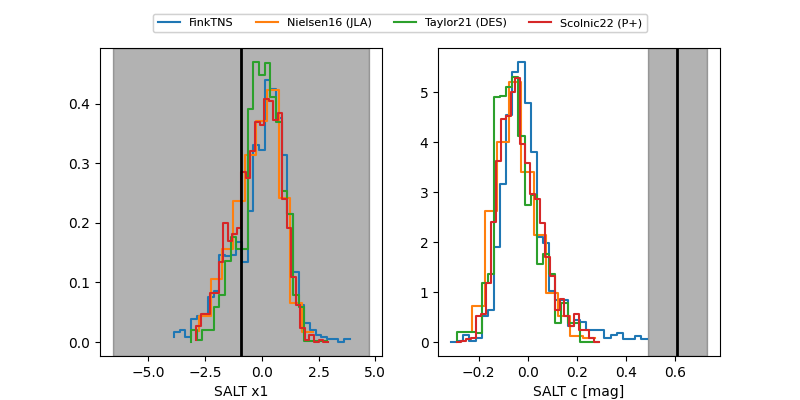 FinkTNS Nielsen16 (JLA) Taylor21 (DES) Scolnic22 (P+)
0.4
0.3
0.2
0.1
0.0
−5.0 −2.5 0.0 2.5 5.0
SALT x1
5
4
3
2
1
0
−0.2 0.0 0.2 0.4 0.6
SALT c [mag]